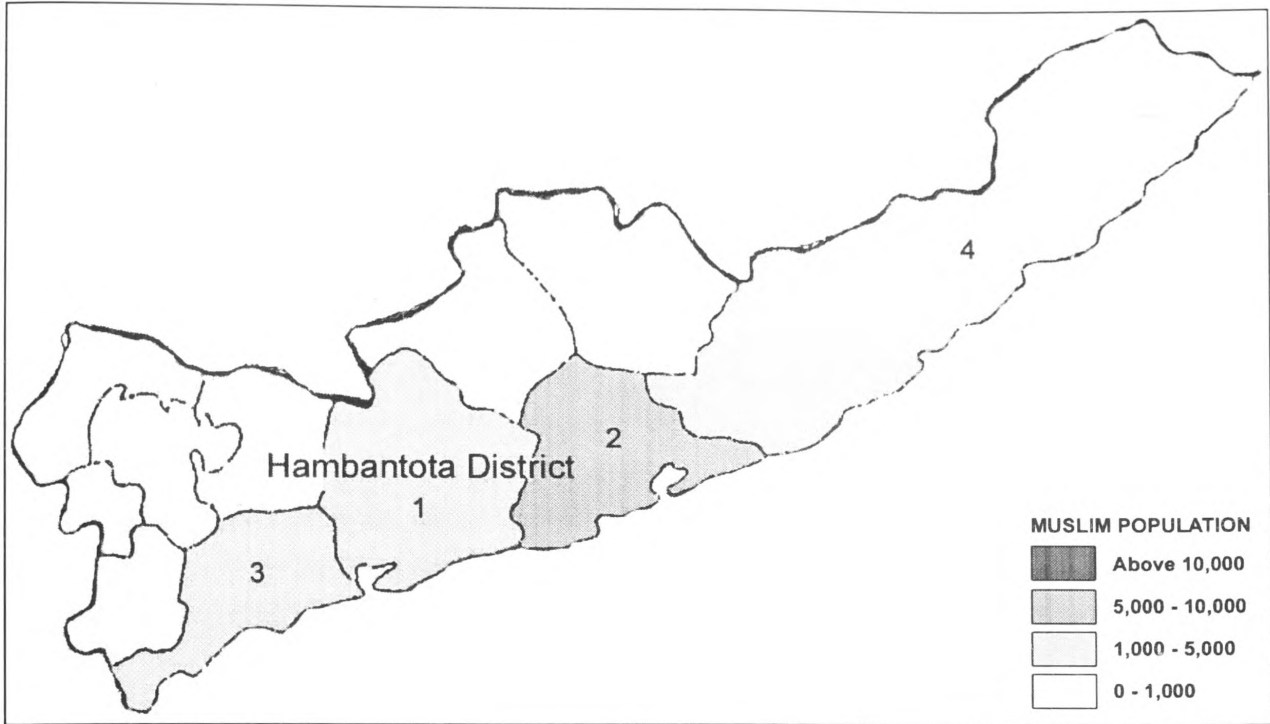 4
2
Hambantota District
1
3
MUSLIM POPULATION
Above 10,000
5,000 - 10,000
1,000 - 5,000
0 - 1,000